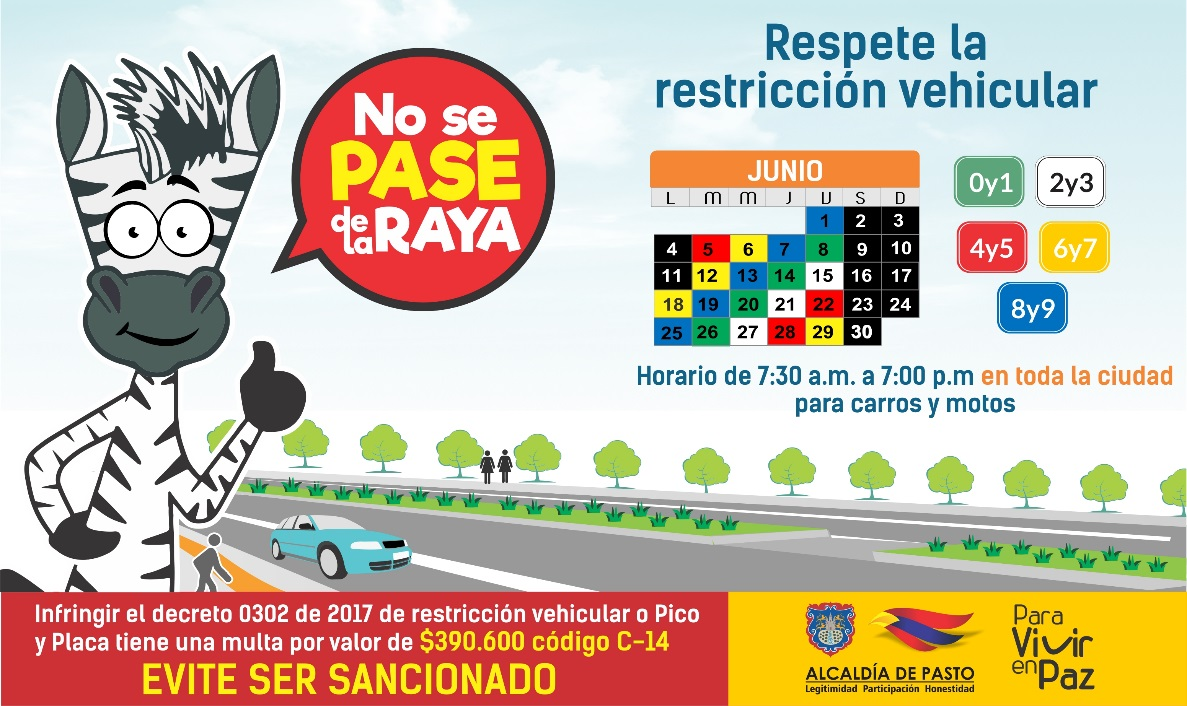 No se
PASE
de la RAYA
Respete la
restricción vehicular
JUNIO
L M M J V S D
1 2 3
4 5 6 7 8 9 10
11 12 13 14 15 16 17
18 19 20 21 22 23 24
25 26 27 28 29 30
0y1 2y3
4y5 6y7
8y9
Horario de 7:30 a.m. a 7:00 p.m en toda la ciudad
para carros y motos
Infringir el decreto 0302 de 2017 de restricción vehicular o Pico
y Placa tiene una multa por valor de $390.600 código C-14
EVITE SER SANCIONADO
ALCALDÍA DE PASTO
Legitimidad Participación Honestidad
Para
Vivir
en Paz